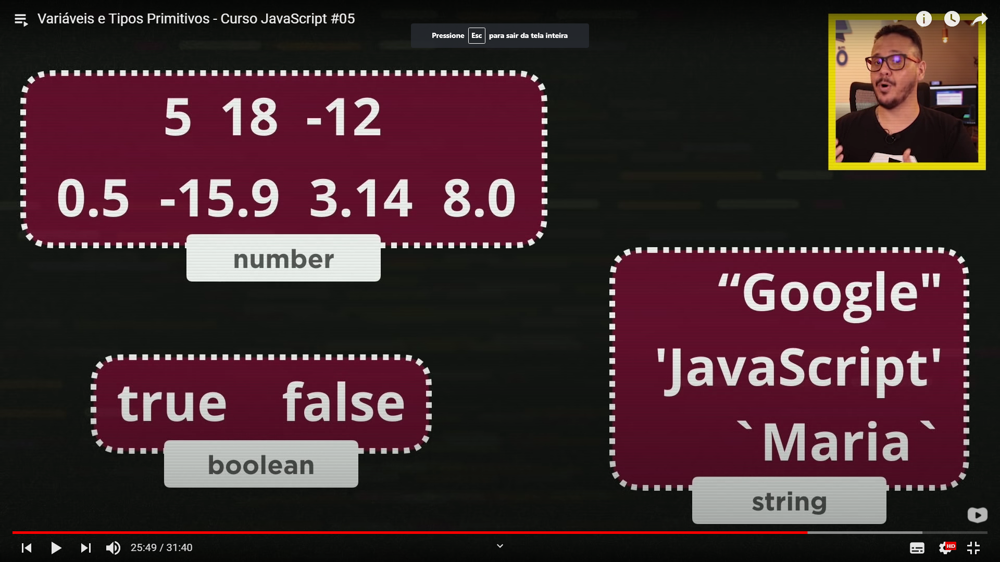 Variáveis e Tipos Primitivos - Curso JavaScript #05
Pressione Esc para sair da tela inteira
5 18 -12
0.5 -15.9 3.14 8.0
number
“Google"
'JavaScript'
`Maria`
string
true false
boolean
25:49 / 31:40
HD